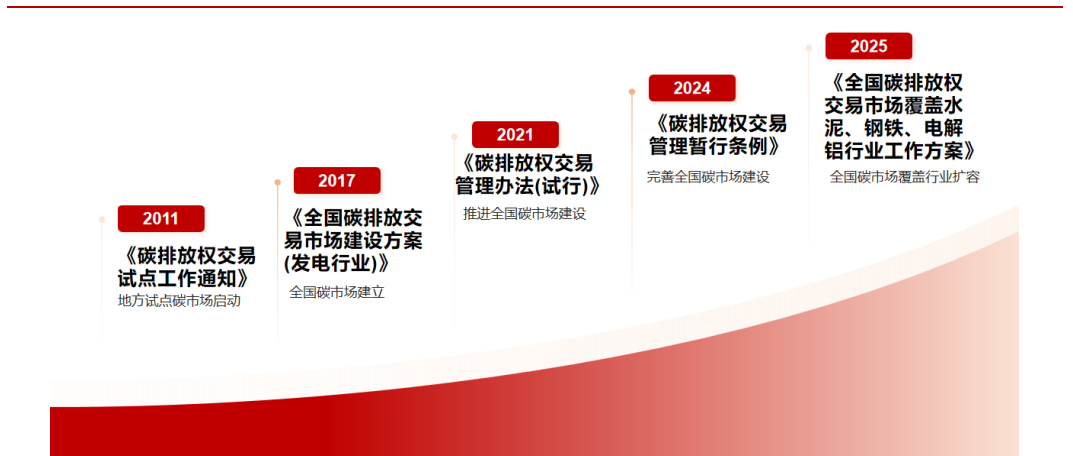 2011
《碳排放权交易
试点工作通知》
地方试点碳市场启动
2017
《全国碳排放交
易市场建设方案
(发电行业)》
全国碳市场建立
2021
《碳排放权交易
管理办法(试行)》
推进全国碳市场建设
2024
《碳排放权交易
管理暂行条例》
完善全国碳市场建设
2025
《全国碳排放权
交易市场覆盖水
泥、钢铁、电解
铝行业工作方案》
全国碳市场覆盖行业扩容